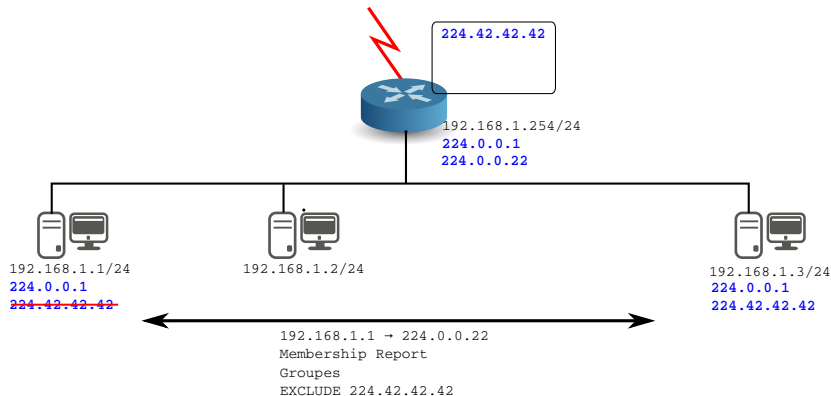 224.42.42.42
192.168.1.254/24
224.0.0.1
224.0.0.22
192.168.1.1/24
224.0.0.1
224.42.42.42
192.168.1.2/24
192.168.1.3/24
224.0.0.1
224.42.42.42
192.168.1.1 → 224.0.0.22
Membership Report
Groupes
EXCLUDE 224.42.42.42